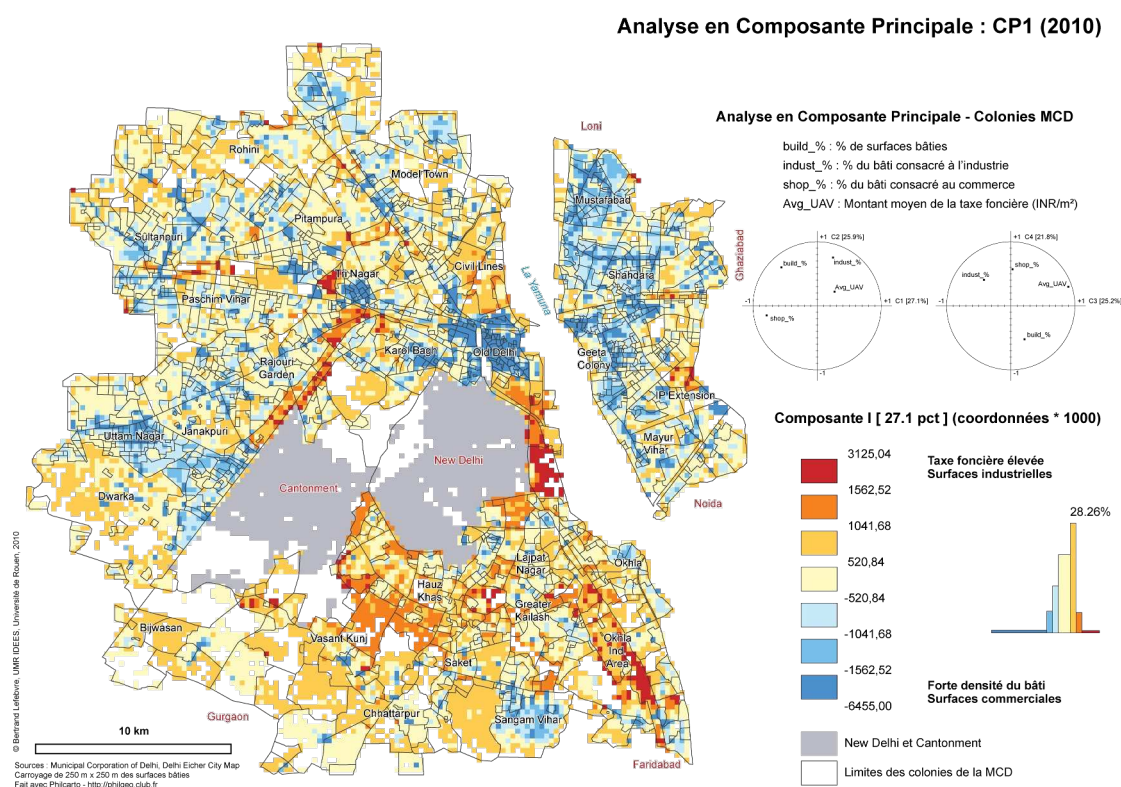 Analyse en Composante Principale : CP1 (2010)
Analyse en Composante Principale - Colonies MCD
build_% : % de surfaces bâties
indust_% : % du bâti consacré à l'industrie
shop_% : % du bâti consacré au commerce
Avg_UAV : Montant moyen de la taxe foncière (INR/m²)
+1 C2 [25.9%]
build_%
indust_%
Avg_UAV
-1
+1 C1 [27.1%]
shop_%
-1
+1 C4 [21.8%]
shop_%
indust_%
Avg_UAV
-1
+1 C3 [25.2%]
build_%
-1
Composante I [ 27.1 pct ] (coordonnées * 1000)
3125,04
1562,52
1041,68
520,84
-520,84
-1041,68
-1562,52
-6455,00
Taxe foncière élevée
Surfaces industrielles
28.26%
Forte densité du bâti
Surfaces commerciales
New Delhi et Cantonment
Limites des colonies de la MCD
Loni
Rohini
Model Town
Mustafabad
Pitampura
Sultanpuri
Ghaziabad
Civil Lines
La Yamuna
Shahdara
Tri Nagar
Paschim Vihar
Karol Bach
Old Delhi
Geeta
Colony
Rajouri
Garden
IP Extension
Janakpuri
Uttam Nagar
Mayur
Vihar
New Delhi
Cantonment
Dwarka
Noida
Lajpat
Nagar
Okhla
Hauz
Khas
Greater
Kailash
Bijwasan
Vasant Kunj
Okhla
Ind.
Area
Saket
Gurgaon
Chhattarpur
Sangam Vihar
Faridabad
10 km
Sources : Municipal Corporation of Delhi, Delhi Eicher City Map
Carroyage de 250 m x 250 m des surfaces bâties
Fait avec Philcarto - http://philgeo.club.fr
© Bertrand Lefebvre, UMR IDEES, Université de Rouen, 2010